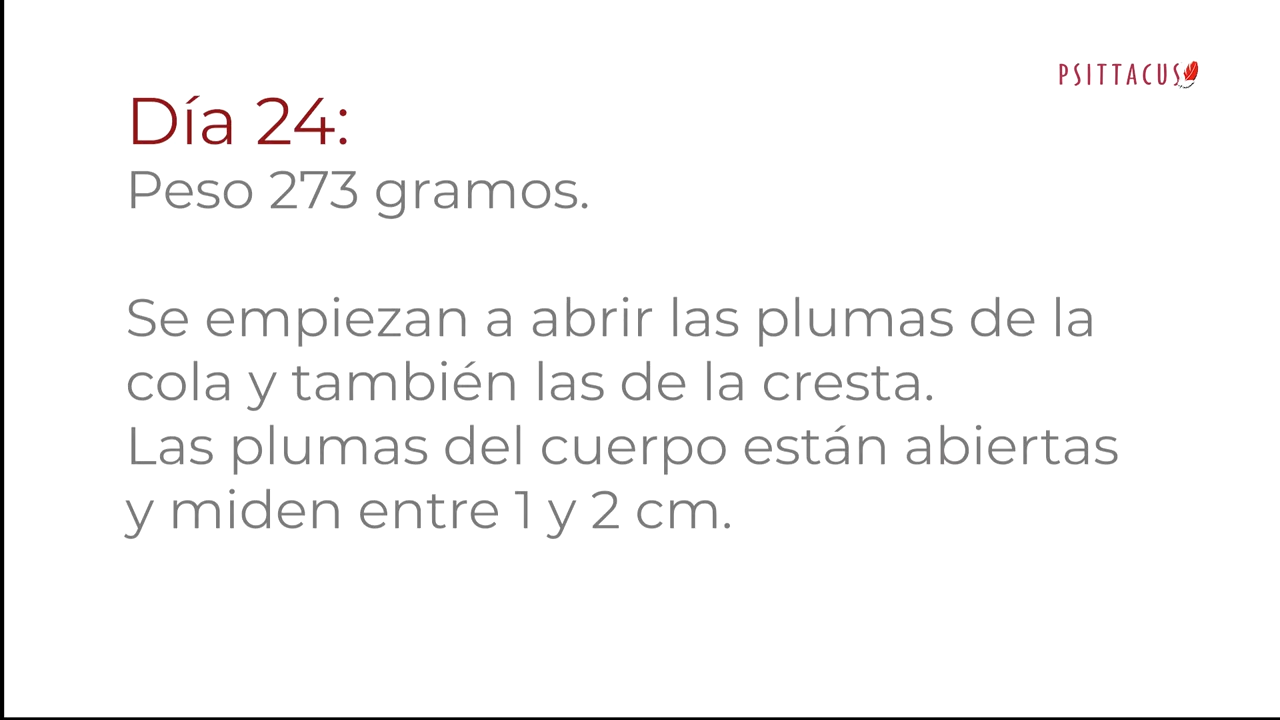 PSITTACUS
Día 24:
Peso 273 gramos.
Se empiezan a abrir las plumas de la
cola y también las de la cresta.
Las plumas del cuerpo están abiertas
y miden entre 1 y 2 cm.